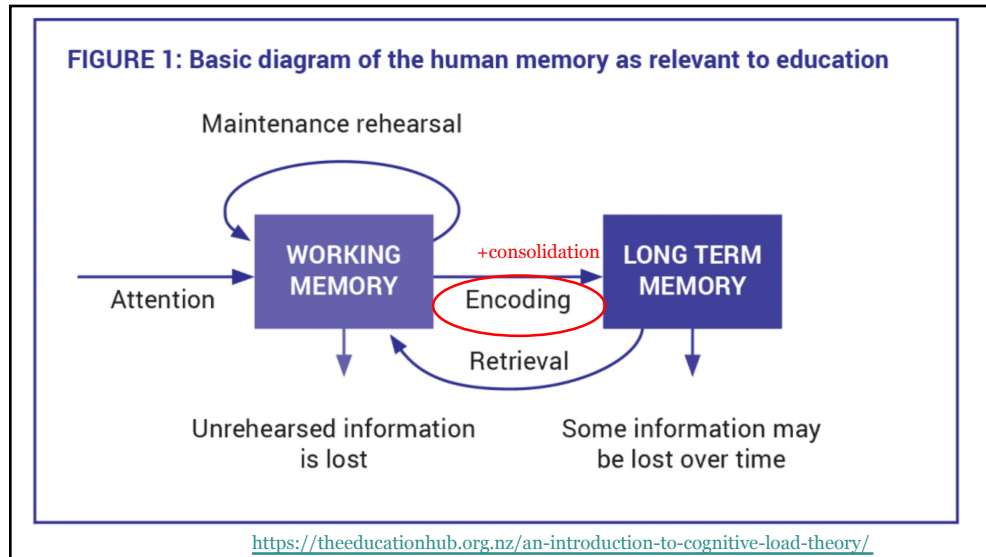 FIGURE 1: Basic diagram of the human memory as relevant to education
Maintenance rehearsal
WORKING
MEMORY
+consolidation
LONG TERM
MEMORY
Attention
Encoding
Retrieval
Unrehearsed information
is lost
Some information may
be lost over time
https://theeducationhub.org.nz/an-introduction-to-cognitive-load-theory/